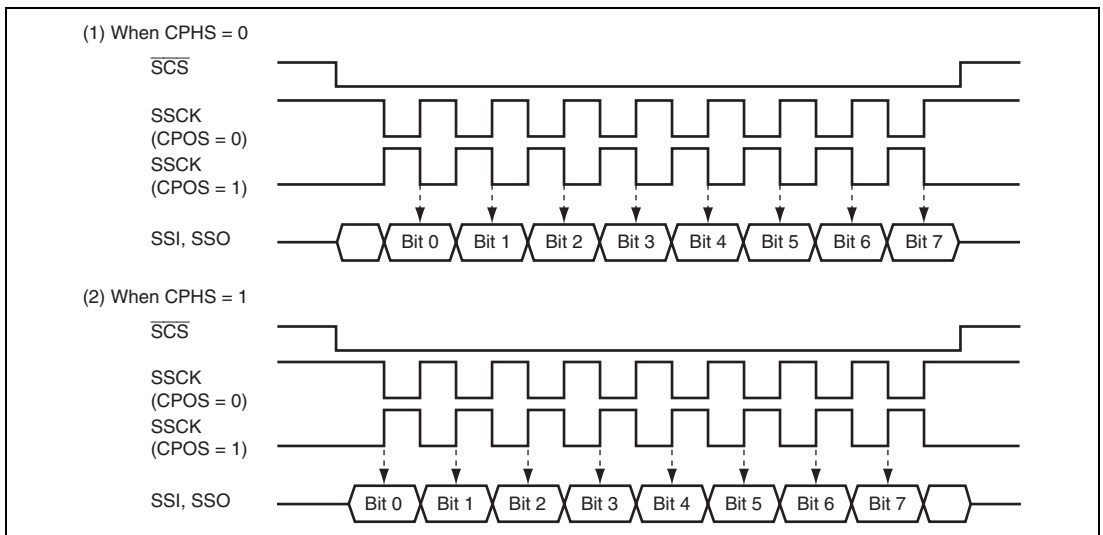 (1) When CPHS = 0
SCS
SSCK
(CPOS = 0)
SSCK
(CPOS = 1)
SSI, SSO
Bit 0 Bit 1 Bit 2 Bit 3 Bit 4 Bit 5 Bit 6 Bit 7
(2) When CPHS = 1
SCS
SSCK
(CPOS = 0)
SSCK
(CPOS = 1)
SSI, SSO
Bit 0 Bit 1 Bit 2 Bit 3 Bit 4 Bit 5 Bit 6 Bit 7